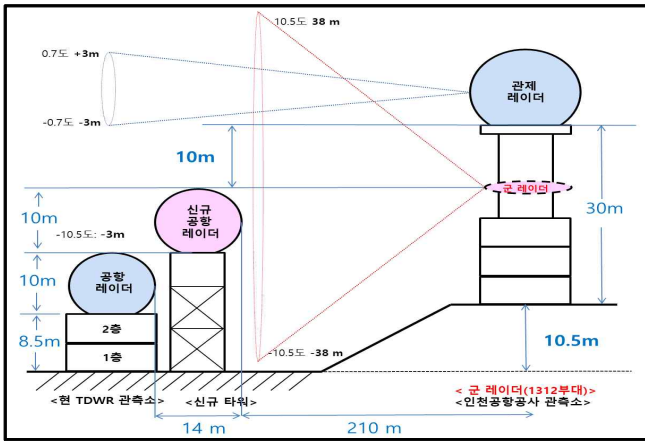 10.5도 38 m
0.7도 +3m
관제
레이더
-0.7도 -3m
10m
군 레이더
10m
신규
공항
레이더
30m
-10.5도: -3m
10m
공항
레이더
2층
8.5m
1층
10.5m
-10.5도 -38 m
< 군 레이더(1312부대)>
<현 TDWR 관측소>
<신규 타워>
<인천공항공사 관측소>
14 m
210 m